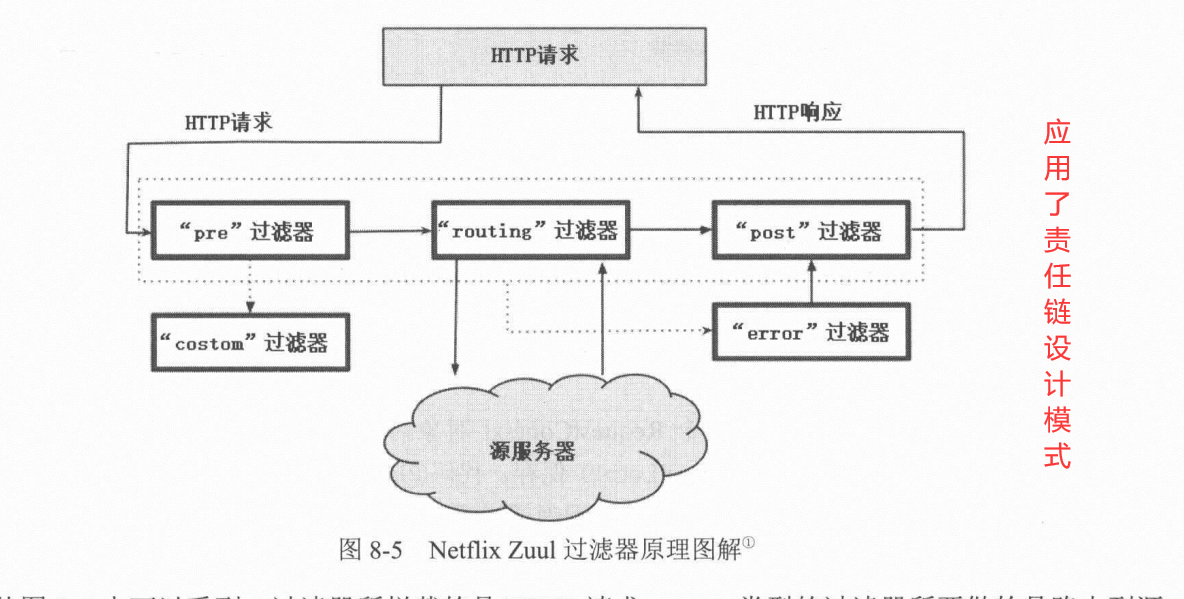 HTTP请求
HTTP请求
HTTP响应
“pre”过滤器
“routing”过滤器
“post”过滤器
“costom”过滤器
“error”过滤器
源服务器
应用了责任链设计模式
图 8-5 Netflix Zuul 过滤器原理图解①